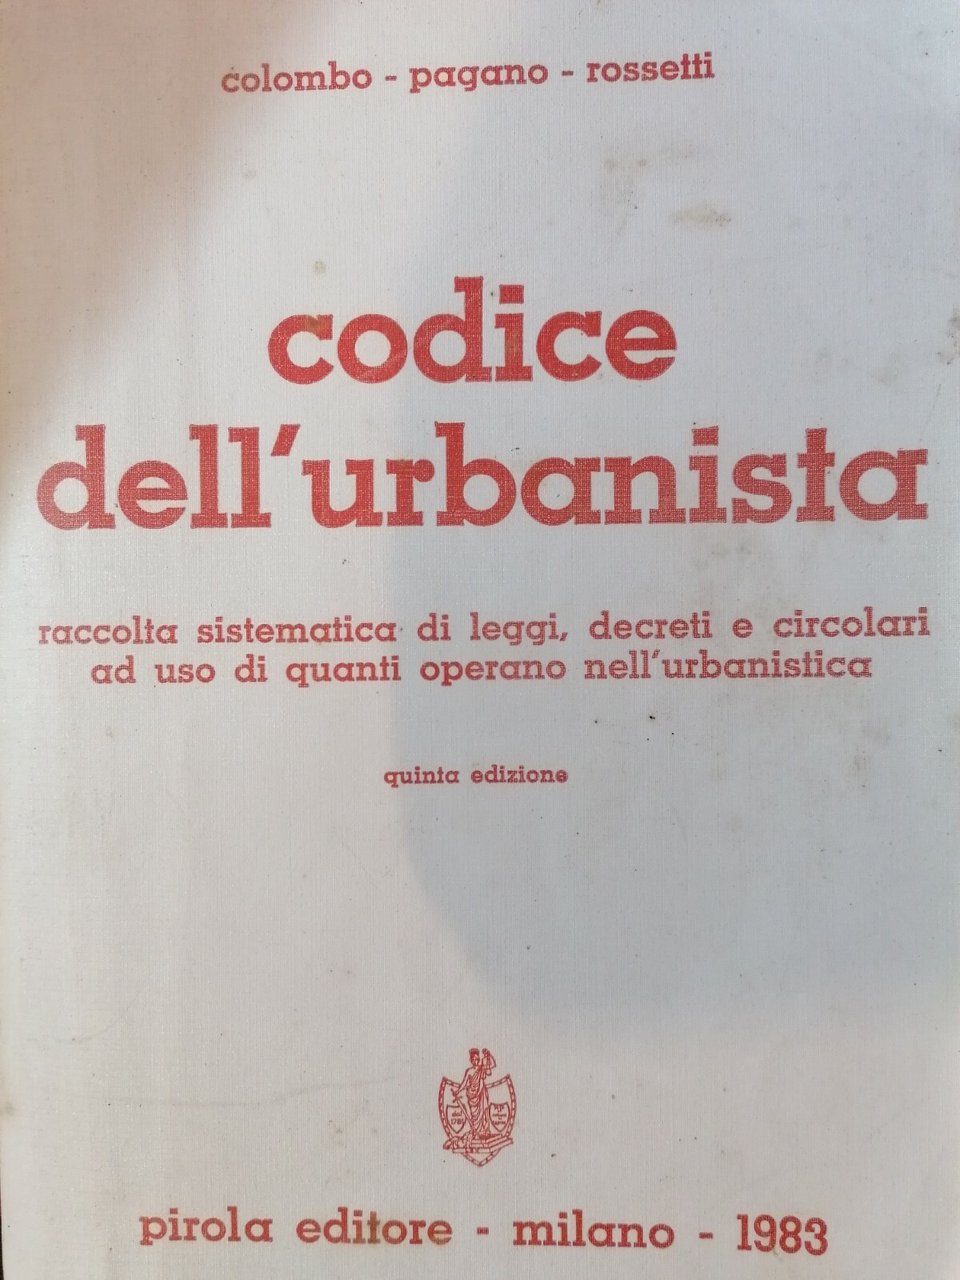 colombo - pagano - rossetti
codice
dell'urbanista
raccolta sistematica di leggi, decreti e circolari
ad uso di quanti operano nell'urbanistica
quinta edizione
pirola editore - milano - 1983